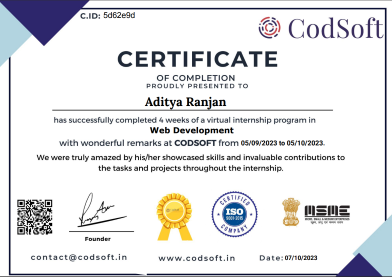 C.ID: 5d62e9d
CodSoft
CERTIFICATE
OF COMPLETION
PROUDLY PRESENTED TO
Aditya Ranjan
has successfully completed 4 weeks of a virtual internship program in
Web Development
with wonderful remarks at CODSOFT from 05/09/2023 to 05/10/2023.
We were truly amazed by his/her showcased skills and invaluable contributions to
the tasks and projects throughout the internship.
CERTIFIED
ISO
9001:2015
COMPANY
MSME
Founder
contact@codsoft.in
www.codsoft.in
Date: 07/10/2023